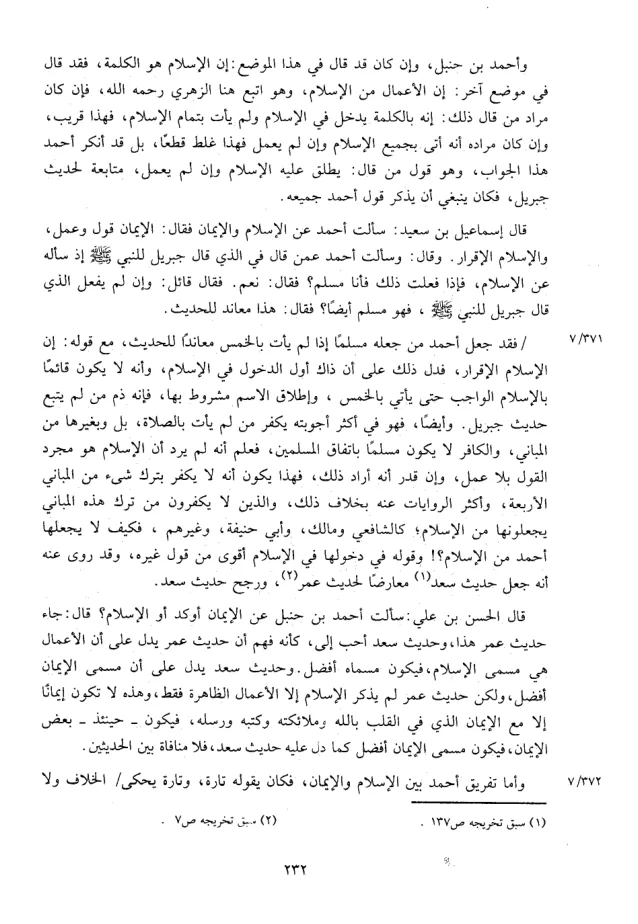 وأحمد بن حنبل، وإن كان قد قال في هذا الموضع: إن الإسلام هو الكلمة، فقد قال
في موضع آخر: إن الأعمال من الإسلام، وهو اتبع هنا الزهري رحمه الله، فإن كان
مراد من قال ذلك: إنه بالكلمة يدخل في الإسلام ولم يأت بتمام الإسلام، فهذا قريب،
وإن كان مراده أنه أتى بجميع الإسلام وإن لم يعمل فهذا غلط قطعًا، بل قد أنكر أحمد
هذا الجواب، وهو قول من قال: يطلق عليه الإسلام وإن لم يعمل، متابعة لحديث
جبريل، فكان ينبغي أن يذكر قول أحمد جميعه.
قال إسماعيل بن سعيد: سألت أحمد عن الإسلام والإيمان فقال: الإيمان قول وعمل،
والإسلام الإقرار. وقال: وسألت أحمد عمن قال في الذي قال جبريل للنبي ﷺ إذ سأله
عن الإسلام، فإذا فعلت ذلك فأنا مسلم؟ فقال: نعم. فقال قائل: وإن لم يفعل الذي
قال جبريل للنبي ﷺ ، فهو مسلم أيضًا؟ فقال: هذا معاند للحديث.
٧/٣٧١ / فقد جعل أحمد من جعله مسلمًا إذا لم يأت بالخمس معاندًا للحديث، مع قوله: إن
الإسلام الإقرار، فدل ذلك على أن ذاك أول الدخول في الإسلام، وأنه لا يكون قائمًا
بالإسلام الواجب حتى يأتي بالخمس ، وإطلاق الاسم مشروط بها، فإنه ذم من لم يتبع
حديث جبريل. وأيضًا، فهو في أكثر أجوبته يكفر من لم يأت بالصلاة، بل وبغيرها من
المباني، والكافر لا يكون مسلمًا باتفاق المسلمين، فعلم أنه لم يرد أن الإسلام هو مجرد
القول بلا عمل، وإن قدر أنه أراد ذلك، فهذا يكون أنه لا يكفر بترك شىء من المباني
الأربعة، وأكثر الروايات عنه بخلاف ذلك، والذين لا يكفرون من ترك هذه المباني
يجعلونها من الإسلام؛ كالشافعي ومالك، وأبي حنيفة، وغيرهم ، فكيف لا يجعلها
أحمد من الإسلام؟! وقوله في دخولها في الإسلام أقوى من قول غيره، وقد روى عنه
أنه جعل حديث سعد(١) معارضًا لحديث عمر(٢)، ورجح حديث سعد.
قال الحسن بن علي: سألت أحمد بن حنبل عن الإيمان أوكد أو الإسلام؟ قال: جاء
حديث عمر هذا، وحديث سعد أحب إلى، كأنه فهم أن حديث عمر يدل على أن الأعمال
هي مسمى الإسلام، فيكون مسماه أفضل. وحديث سعد يدل على أن مسمى الإيمان
أفضل، ولكن حديث عمر لم يذكر الإسلام إلا الأعمال الظاهرة فقط، وهذه لا تكون إيمانًا
إلا مع الإيمان الذي في القلب بالله وملائكته وكتبه ورسله، فيكون ـ حينئذ ـ بعض
الإيمان، فيكون مسمى الإيمان أفضل كما دل عليه حديث سعد، فلا منافاة بين الحديثين.
٧/٣٧٢ وأما تفريق أحمد بين الإسلام والإيمان، فكان يقوله تارة، وتارة يحكى/ الخلاف ولا
(١) سبق تخريجه ص١٣٧ . (٢) سبق تخريجه ص٧ .
٢٣٢